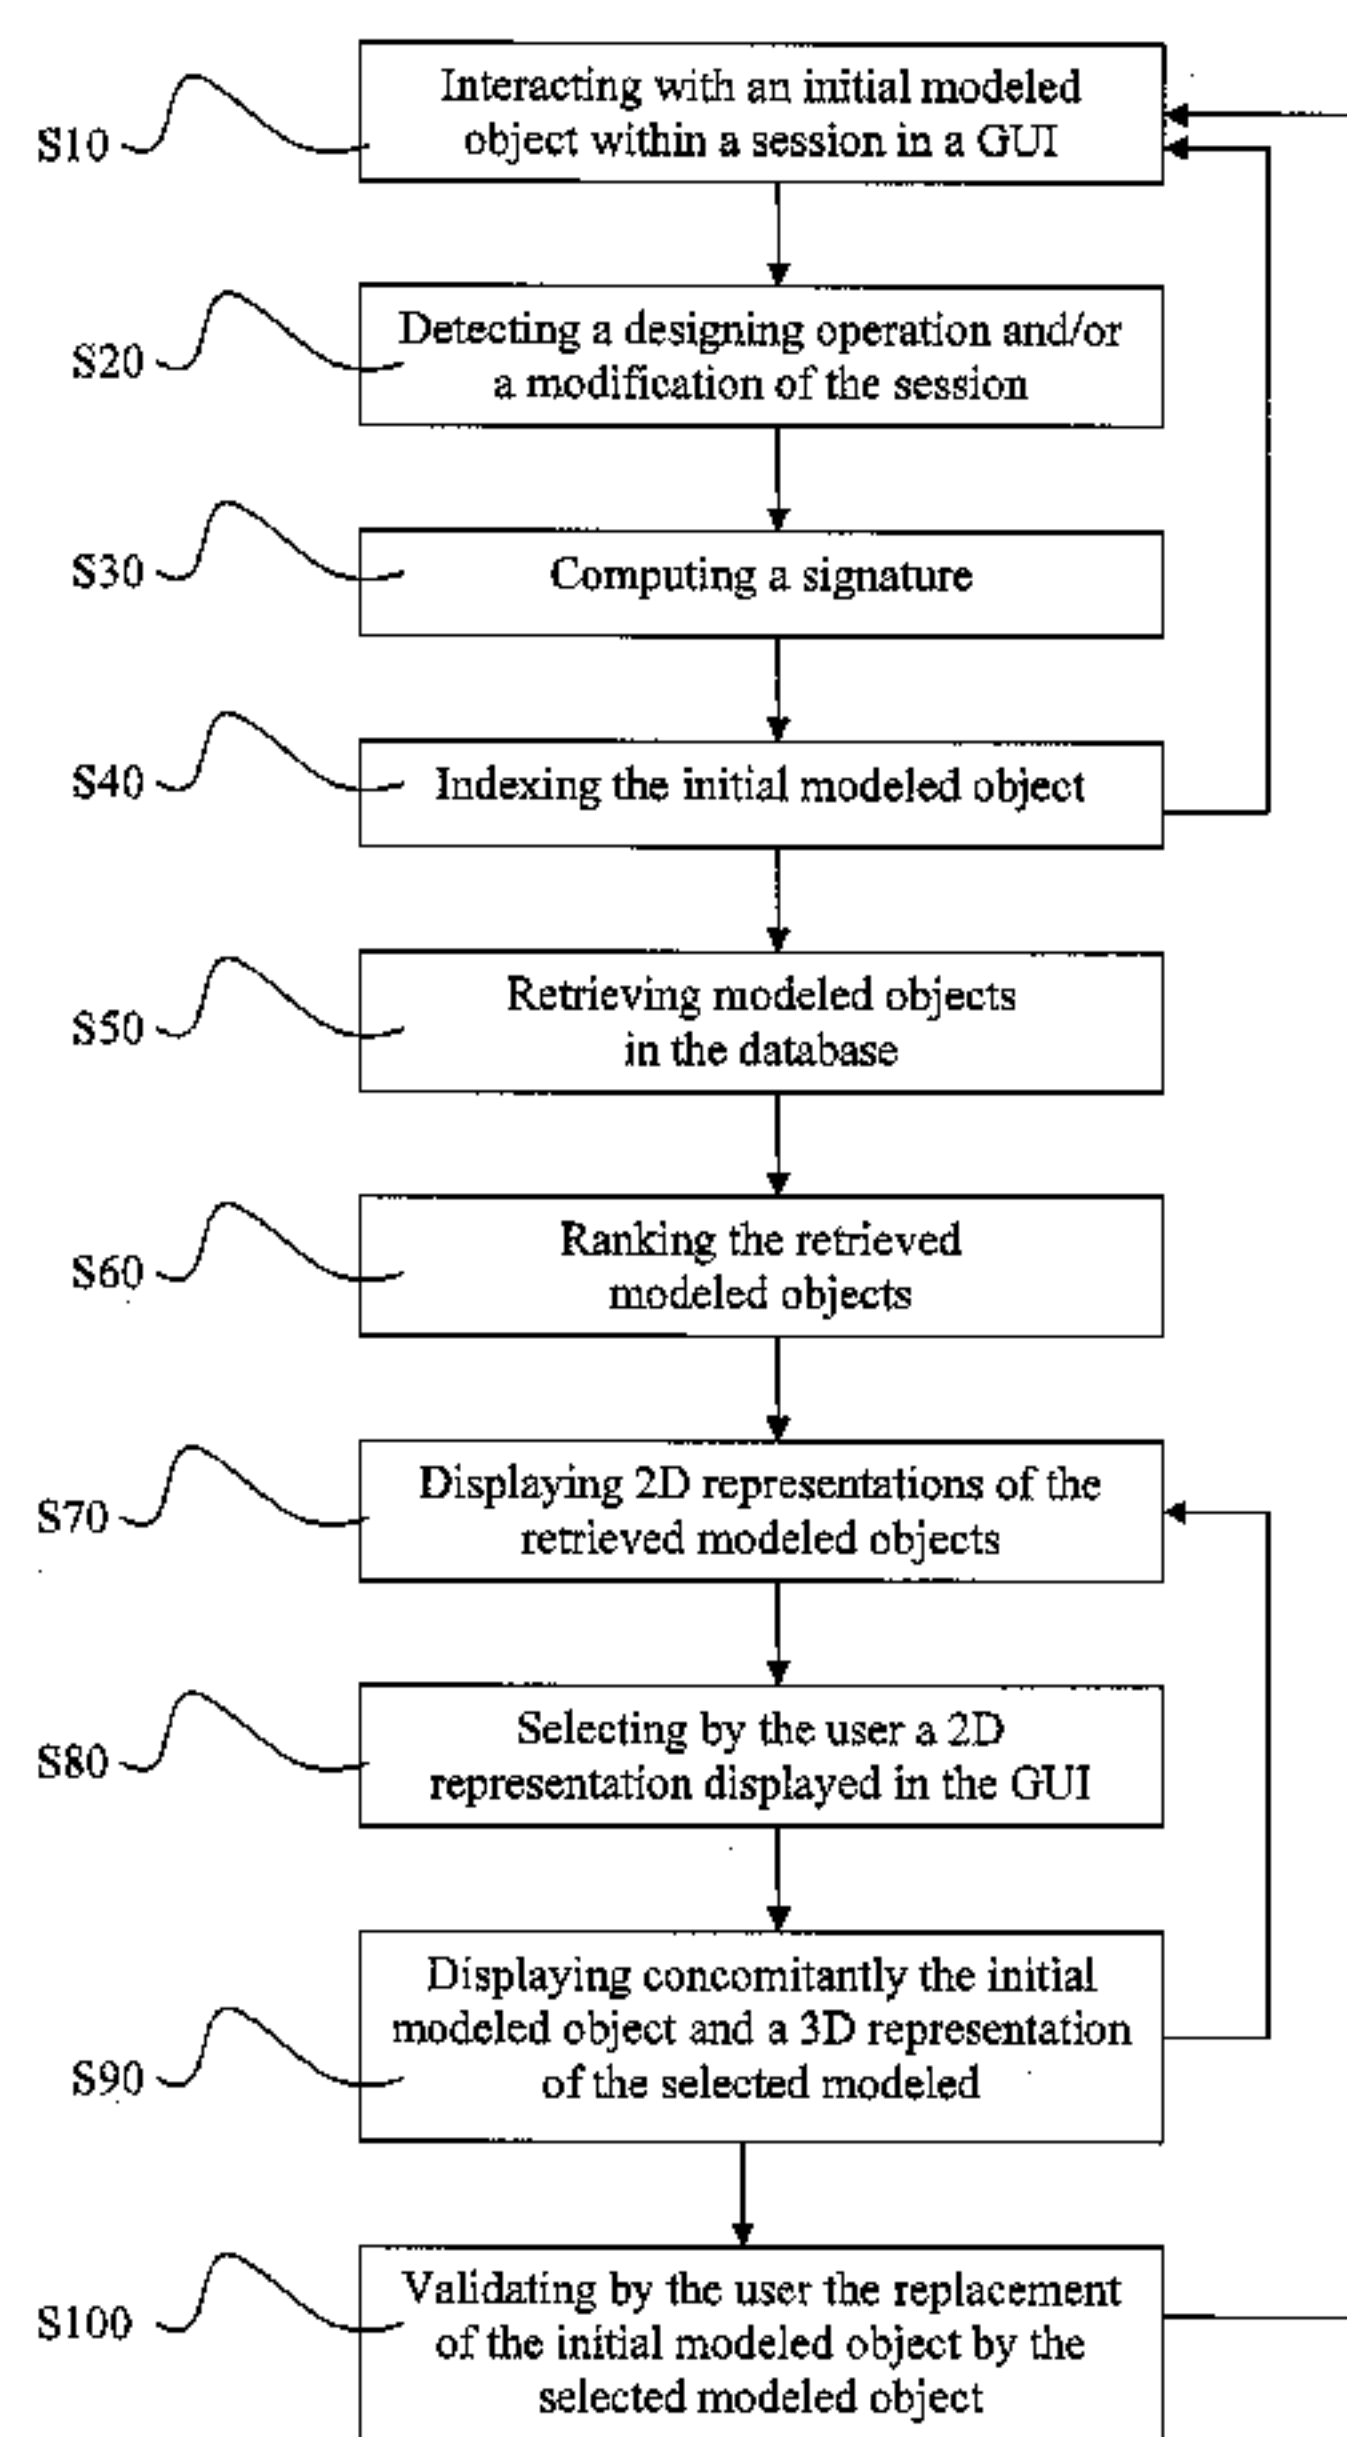 Interacting with an initial modeled
object within a session in a GUI
S10
Detecting a designing operation and/or
a modification of the session
S20
Computing a signature
S30
Indexing the initial modeled object
S40
Retrieving modeled objects
in the database
S50
Ranking the retrieved
modeled objects
S60
Displaying 2D representations of the
retrieved modeled objects
S70
Selecting by the user a 2D
representation displayed in the GUI
S80
Displaying concomitantly the initial
modeled object and a 3D representation
of the selected modeled
S90
Validating by the user the replacement
of the initial modeled object by the
selected modeled object
S100